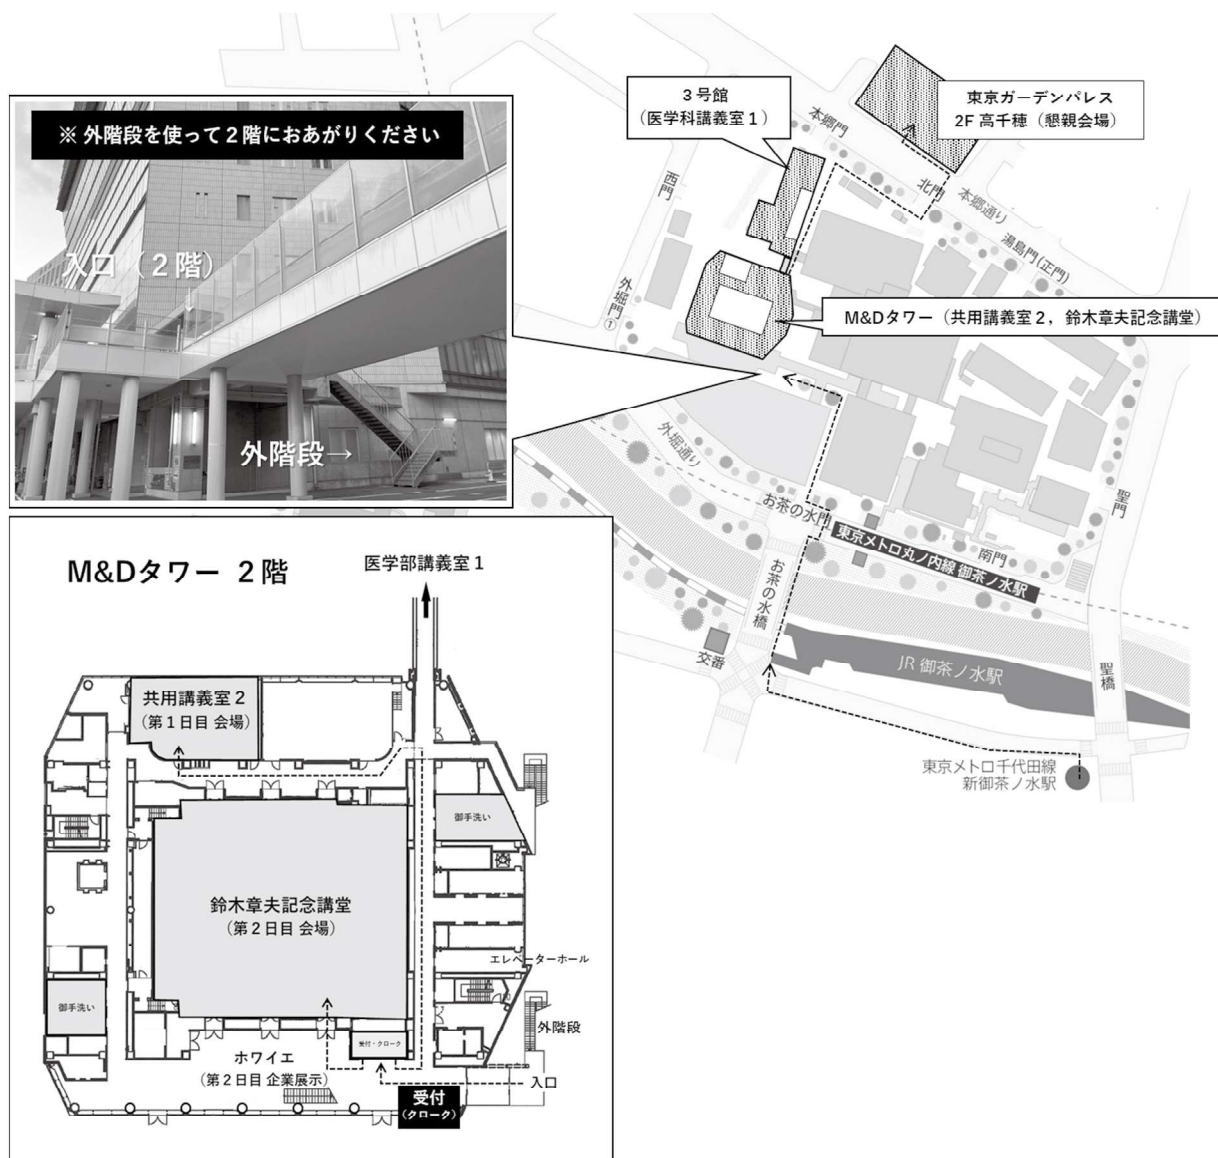 ※ 外階段を使って２階におあがりください
入口（２階）
外階段→
３号館
（医学科講義室１）
東京ガーデンパレス
2F 高千穂（懇親会場）
本郷門
西門
北門
本郷通り
湯島門(正門)
外堀門
①
M&Dタワー（共用講義室２，鈴木章夫記念講堂）
外堀通り
お茶の水門
東京メトロ丸ノ内線 御茶ノ水駅
南門
聖門
お茶の水橋
交番
JR 御茶ノ水駅
聖橋
東京メトロ千代田線
新御茶ノ水駅
M&Dタワー ２階
医学部講義室１
共用講義室２
（第１日目 会場）
御手洗い
鈴木章夫記念講堂
（第２日目 会場）
エレベーターホール
御手洗い
外階段
受付・クローク
ホワイエ
（第２日目 企業展示）
入口
受付
（クローク）